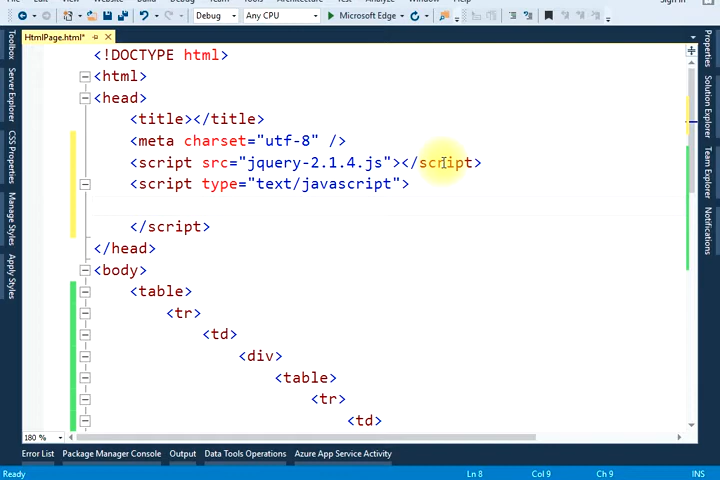 Sign in
Debug
Any CPU
Microsoft Edge
HtmlPage.html*
<!DOCTYPE html>
<html>
<head>
<title></title>
<meta charset="utf-8" />
<script src="jquery-2.1.4.js"></script>
<script type="text/javascript">
</script>
</head>
<body>
<table>
<tr>
<td>
<div>
<table>
<tr>
<td>
Toolbox
Server Explorer
CSS Properties
Manage Styles
Apply Styles
Properties
Solution Explorer
Team Explorer
Notifications
180 %
Error List
Package Manager Console
Output
Data Tools Operations
Azure App Service Activity
Ready
Ln 8
Col 9
Ch 9
INS